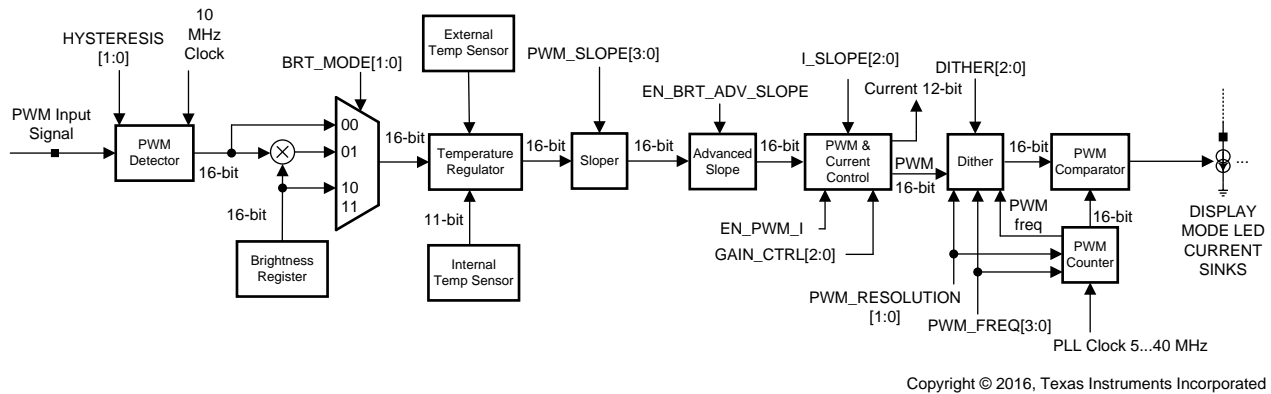 HYSTERESIS
[1:0]
10
MHz
Clock
BRT_MODE[1:0]
External
Temp Sensor
PWM_SLOPE[3:0]
EN_BRT_ADV_SLOPE
I_SLOPE[2:0]
Current 12-bit
DITHER[2:0]
PWM Input
Signal
PWM
Detector
16-bit
00
01
10
11
16-bit
16-bit
Brightness
Register
Temperature
Regulator
11-bit
Internal
Temp Sensor
16-bit
Sloper
16-bit
Advanced
Slope
16-bit
PWM &
Current
Control
PWM
16-bit
EN_PWM_I
GAIN_CTRL[2:0]
Dither
16-bit
PWM
Comparator
...
PWM
freq
16-bit
PWM
Counter
PWM_RESOLUTION
[1:0]
PWM_FREQ[3:0]
PLL Clock 5...40 MHz
DISPLAY
MODE LED
CURRENT
SINKS
Copyright © 2016, Texas Instruments Incorporated